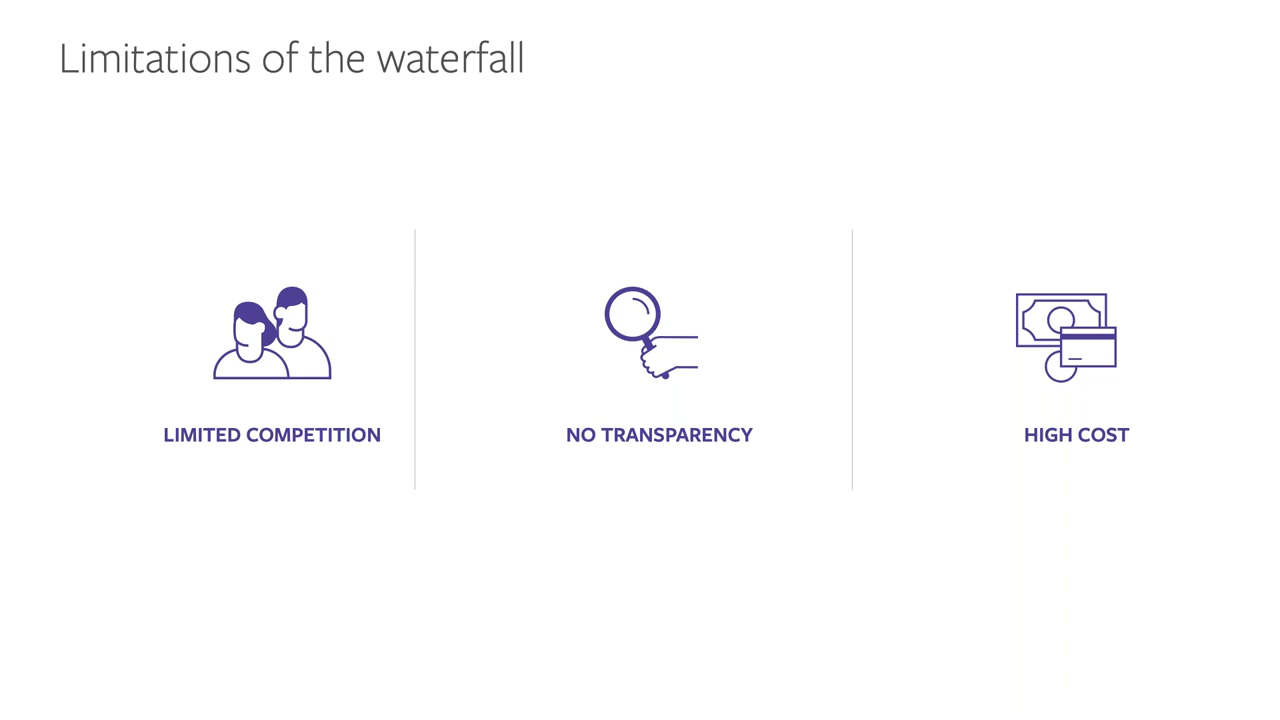 Limitations of the waterfall
LIMITED COMPETITION
NO TRANSPARENCY
HIGH COST